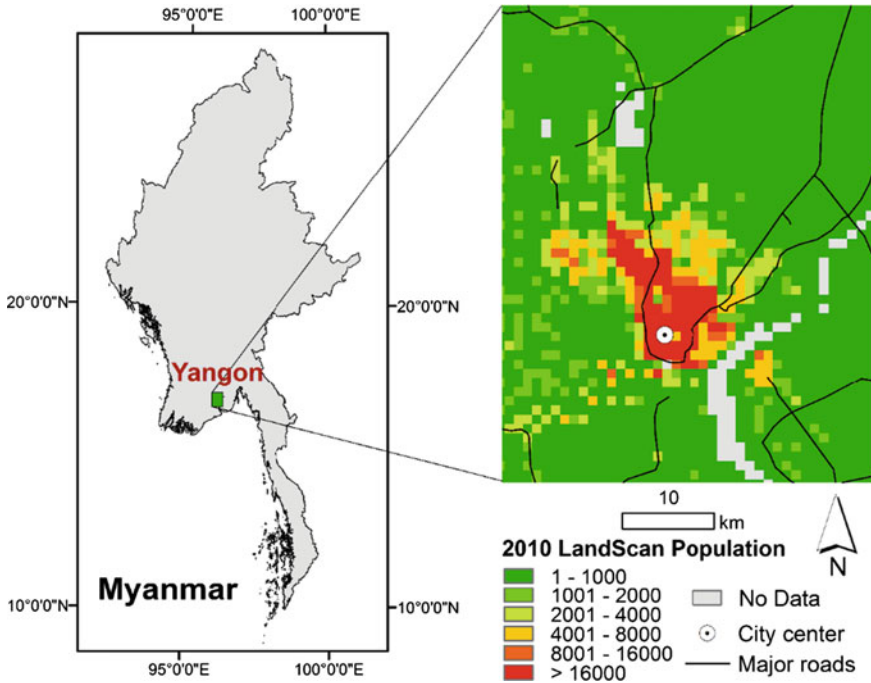 95°0'0"E
100°0'0"E
20°0'0"N
20°0'0"N
Yangon
10°0'0"N
10°0'0"N
Myanmar
95°0'0"E
100°0'0"E
10
km
N
2010 LandScan Population
1 - 1000
1001 - 2000
2001 - 4000
4001 - 8000
8001 - 16000
> 16000
No Data
City center
Major roads